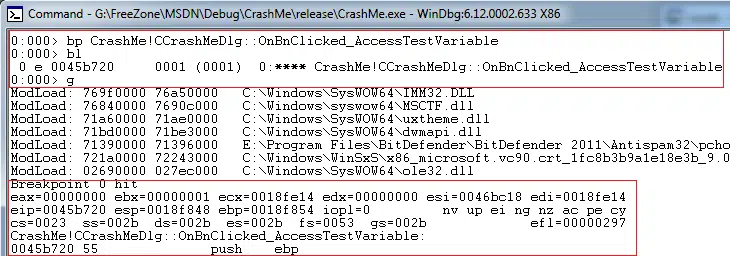 Command - G:\FreeZone\MSDN\Debug\CrashMe\release\CrashMe.exe - WinDbg:6.12.0002.633 X86
0:000> bp CrashMe!CCrashMeDlg::OnBnClicked_AccessTestVariable
0:000> bl
0 e 0045b720     0001 (0001)  0:**** CrashMe!CCrashMeDlg::OnBnClicked_AccessTestVariable
0:000> g
ModLoad: 769f0000 76a50000   C:\Windows\SysWOW64\IMM32.DLL
ModLoad: 76840000 7690c000   C:\Windows\SysWOW64\MSCTF.dll
ModLoad: 71a60000 71ae0000   C:\Windows\SysWOW64\uxtheme.dll
ModLoad: 71bd0000 71be3000   C:\Windows\SysWOW64\dwmapi.dll
ModLoad: 71390000 71396000   E:\Program Files\BitDefender\BitDefender 2011\Antispam32\pcho
ModLoad: 721a0000 72243000   C:\Windows\WinSxS\x86_microsoft.vc90.crt_1fc8b3b9a1e18e3b_9.0
ModLoad: 02690000 027ec000   C:\Windows\SysWOW64\ole32.dll
Breakpoint 0 hit
eax=00000000 ebx=00000001 ecx=0018fe14 edx=00000000 esi=0046bc18 edi=0018fe14
eip=0045b720 esp=0018f848 ebp=0018f854 iopl=0         nv up ei ng nz ac pe cy
cs=0023  ss=002b  ds=002b  es=002b  fs=0053  gs=002b             efl=00000297
CrashMe!CCrashMeDlg::OnBnClicked_AccessTestVariable:
0045b720 55              push    ebp